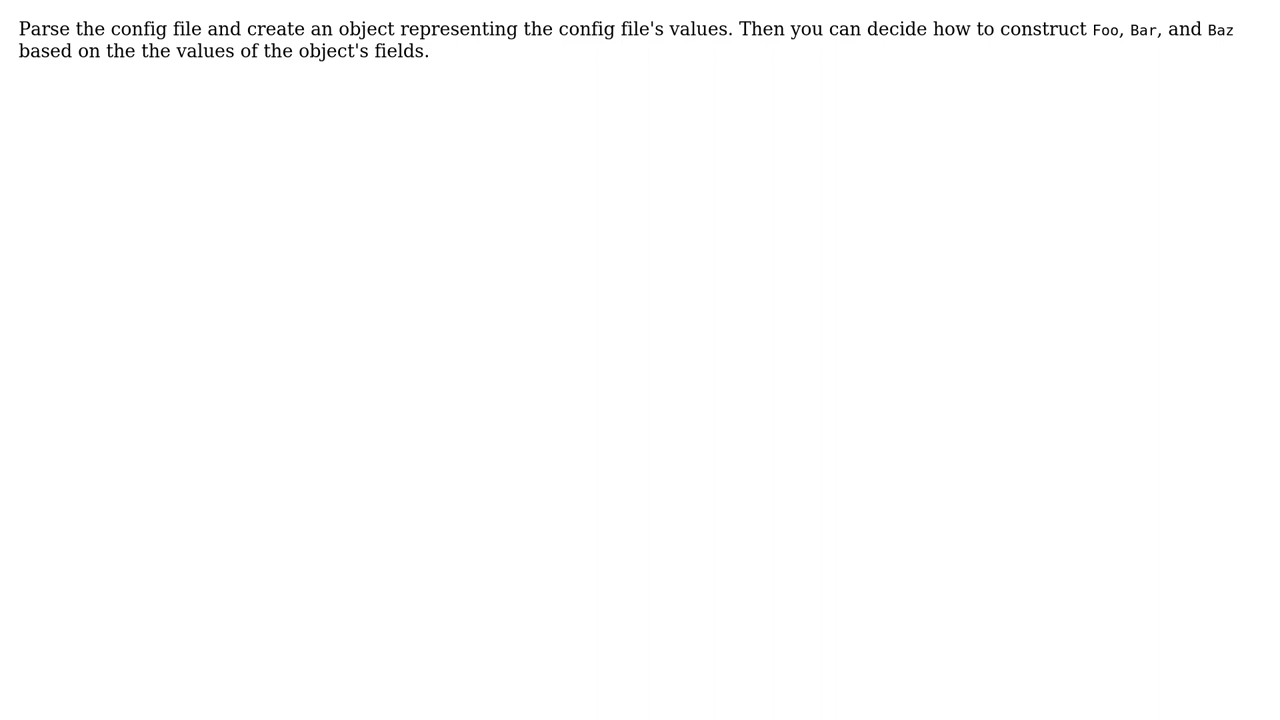 Parse the config file and create an object representing the config file's values. Then you can decide how to construct Foo, Bar, and Baz
based on the the values of the object's fields.